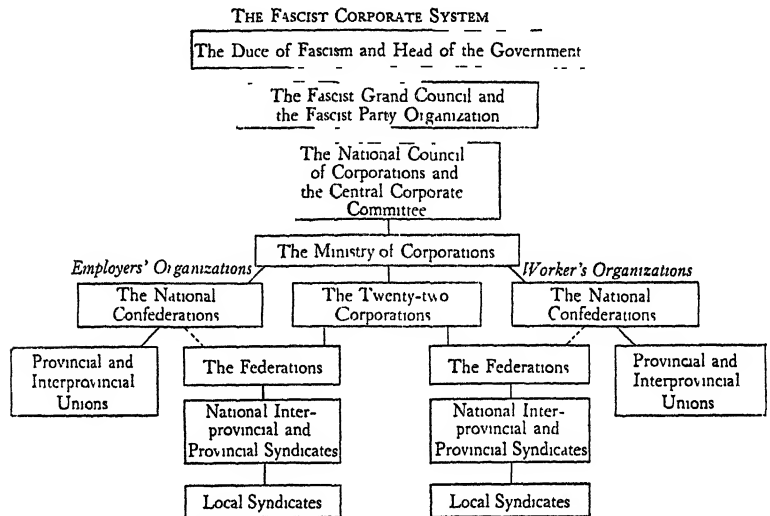 THE FASCIST CORPORATE SYSTEM
The Duce of Fascism and Head of the Government
The Fascist Grand Council and
the Fascist Party Organization
The National Council
of Corporations and
the Central Corporate
Committee
The Ministry of Corporations
Employers' Organizations
Worker's Organizations
The National
Confederations
The Twenty-two
Corporations
The National
Confederations
Provincial and
Interprovincial
Unions
The Federations
The Federations
Provincial and
Interprovincial
Unions
National Inter-
provincial and
Provincial Syndicates
National Inter-
provincial and
Provincial Syndicates
Local Syndicates
Local Syndicates